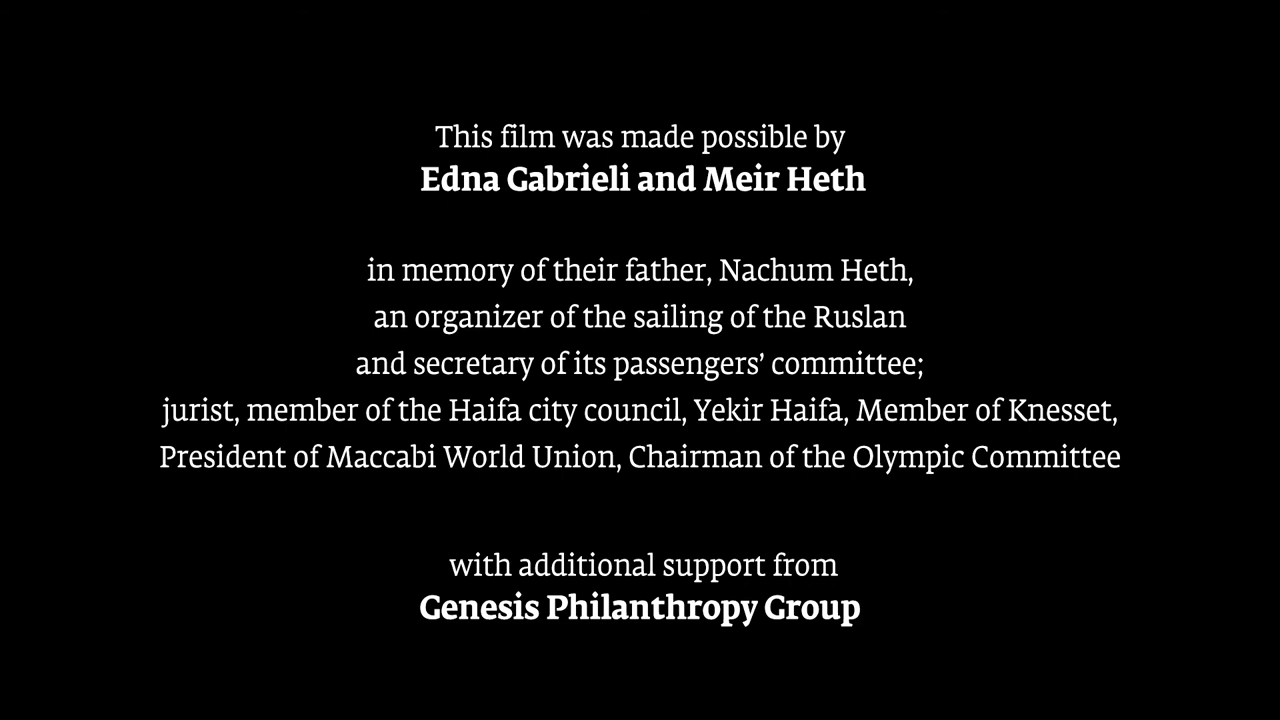 This film was made possible by
Edna Gabrieli and Meir Heth
in memory of their father, Nachum Heth,
an organizer of the sailing of the Ruslan
and secretary of its passengers’ committee;
jurist, member of the Haifa city council, Yekir Haifa, Member of Knesset,
President of Maccabi World Union, Chairman of the Olympic Committee
with additional support from
Genesis Philanthropy Group